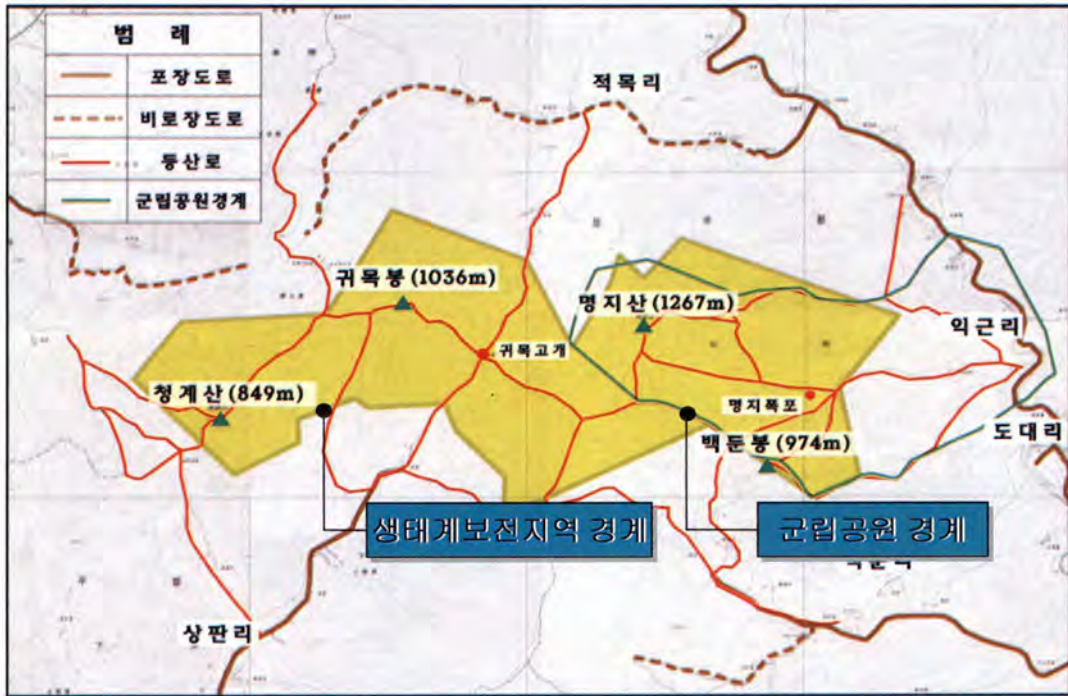 범 례
포장도로
비로장도로
등산로
군립공원경계
적목리
귀목봉 (1036m)
명지산 (1267m)
익근리
귀목고개
청계산 (849m)
명지폭포
도대리
백둔봉 (974m)
생태계보전지역 경계
군립공원 경계
상판리